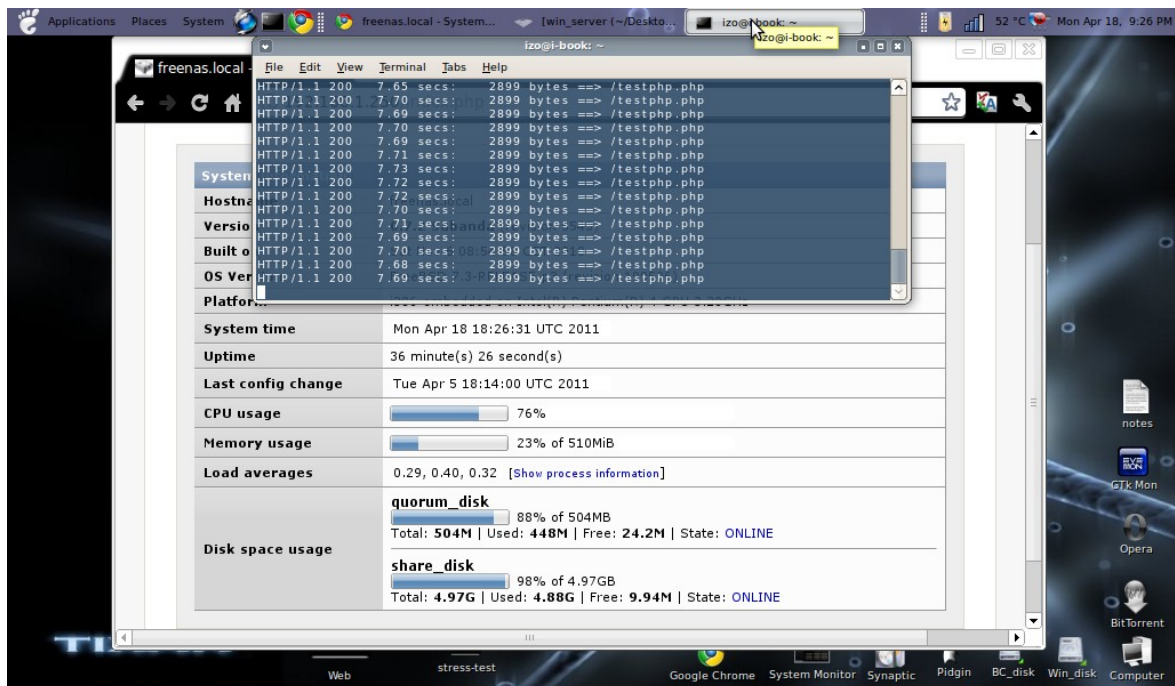 Applications Places System freenas.local - System... [win_server (~/Deskto... izo@i-book: ~ 52 °C Mon Apr 18, 9:26 PM
izo@i-book: ~
izo@i-book: ~
freenas.local -
File Edit View Terminal Tabs Help
HTTP/1.1 200 7.65 secs: 2899 bytes ==> /testphp.php
HTTP/1.1 200 7.70 secs: 2899 bytes ==> /testphp.php
HTTP/1.1 200 7.69 secs: 2899 bytes ==> /testphp.php
HTTP/1.1 200 7.70 secs: 2899 bytes ==> /testphp.php
HTTP/1.1 200 7.69 secs: 2899 bytes ==> /testphp.php
HTTP/1.1 200 7.71 secs: 2899 bytes ==> /testphp.php
HTTP/1.1 200 7.73 secs: 2899 bytes ==> /testphp.php
HTTP/1.1 200 7.72 secs: 2899 bytes ==> /testphp.php
HTTP/1.1 200 7.72 secs: 2899 bytes ==> /testphp.php
HTTP/1.1 200 7.70 secs: 2899 bytes ==> /testphp.php
HTTP/1.1 200 7.71 secs: 2899 bytes ==> /testphp.php
HTTP/1.1 200 7.69 secs: 2899 bytes ==> /testphp.php
HTTP/1.1 200 7.70 secs: 2899 bytes ==> /testphp.php
HTTP/1.1 200 7.68 secs: 2899 bytes ==> /testphp.php
HTTP/1.1 200 7.69 secs: 2899 bytes ==> /testphp.php
System
Hostna
Versio
Built o
OS Ver
Platfor
System time Mon Apr 18 18:26:31 UTC 2011
Uptime 36 minute(s) 26 second(s)
Last config change Tue Apr 5 18:14:00 UTC 2011
CPU usage 76%
Memory usage 23% of 510MiB
Load averages 0.29, 0.40, 0.32 [Show process information]
Disk space usage
quorum_disk
88% of 504MB
Total: 504M | Used: 448M | Free: 24.2M | State: ONLINE
share_disk
98% of 4.97GB
Total: 4.97G | Used: 4.88G | Free: 9.94M | State: ONLINE
notes
EVE MON
GTk Mon
Opera
BitTorrent
Web stress-test Google Chrome System Monitor Synaptic Pidgin BC_disk Win_disk Computer